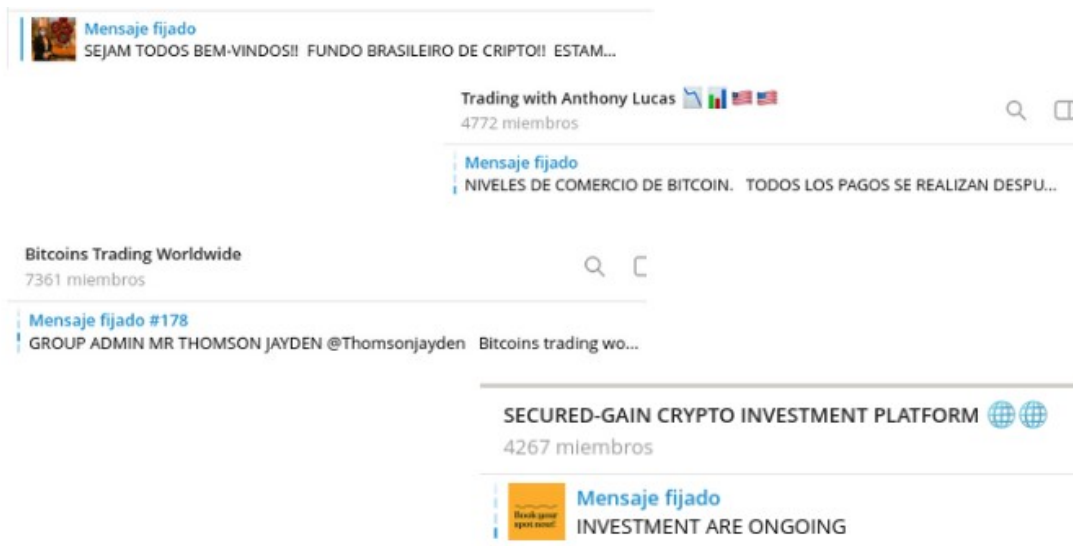 Mensaje fijado
SEJAM TODOS BEM-VINDOS!! FUNDO BRASILEIRO DE CRIPTO!! ESTAM...
Trading with Anthony Lucas 📉📊🇺🇸🇺🇸
4772 miembros
Mensaje fijado
NIVELES DE COMERCIO DE BITCOIN. TODOS LOS PAGOS SE REALIZAN DESPU...
Bitcoins Trading Worldwide
7361 miembros
Mensaje fijado #178
GROUP ADMIN MR THOMSON JAYDEN @Thomsonjayden Bitcoins trading wo...
SECURED-GAIN CRYPTO INVESTMENT PLATFORM 🌐🌐
4267 miembros
Book your
spot now!
Mensaje fijado
INVESTMENT ARE ONGOING